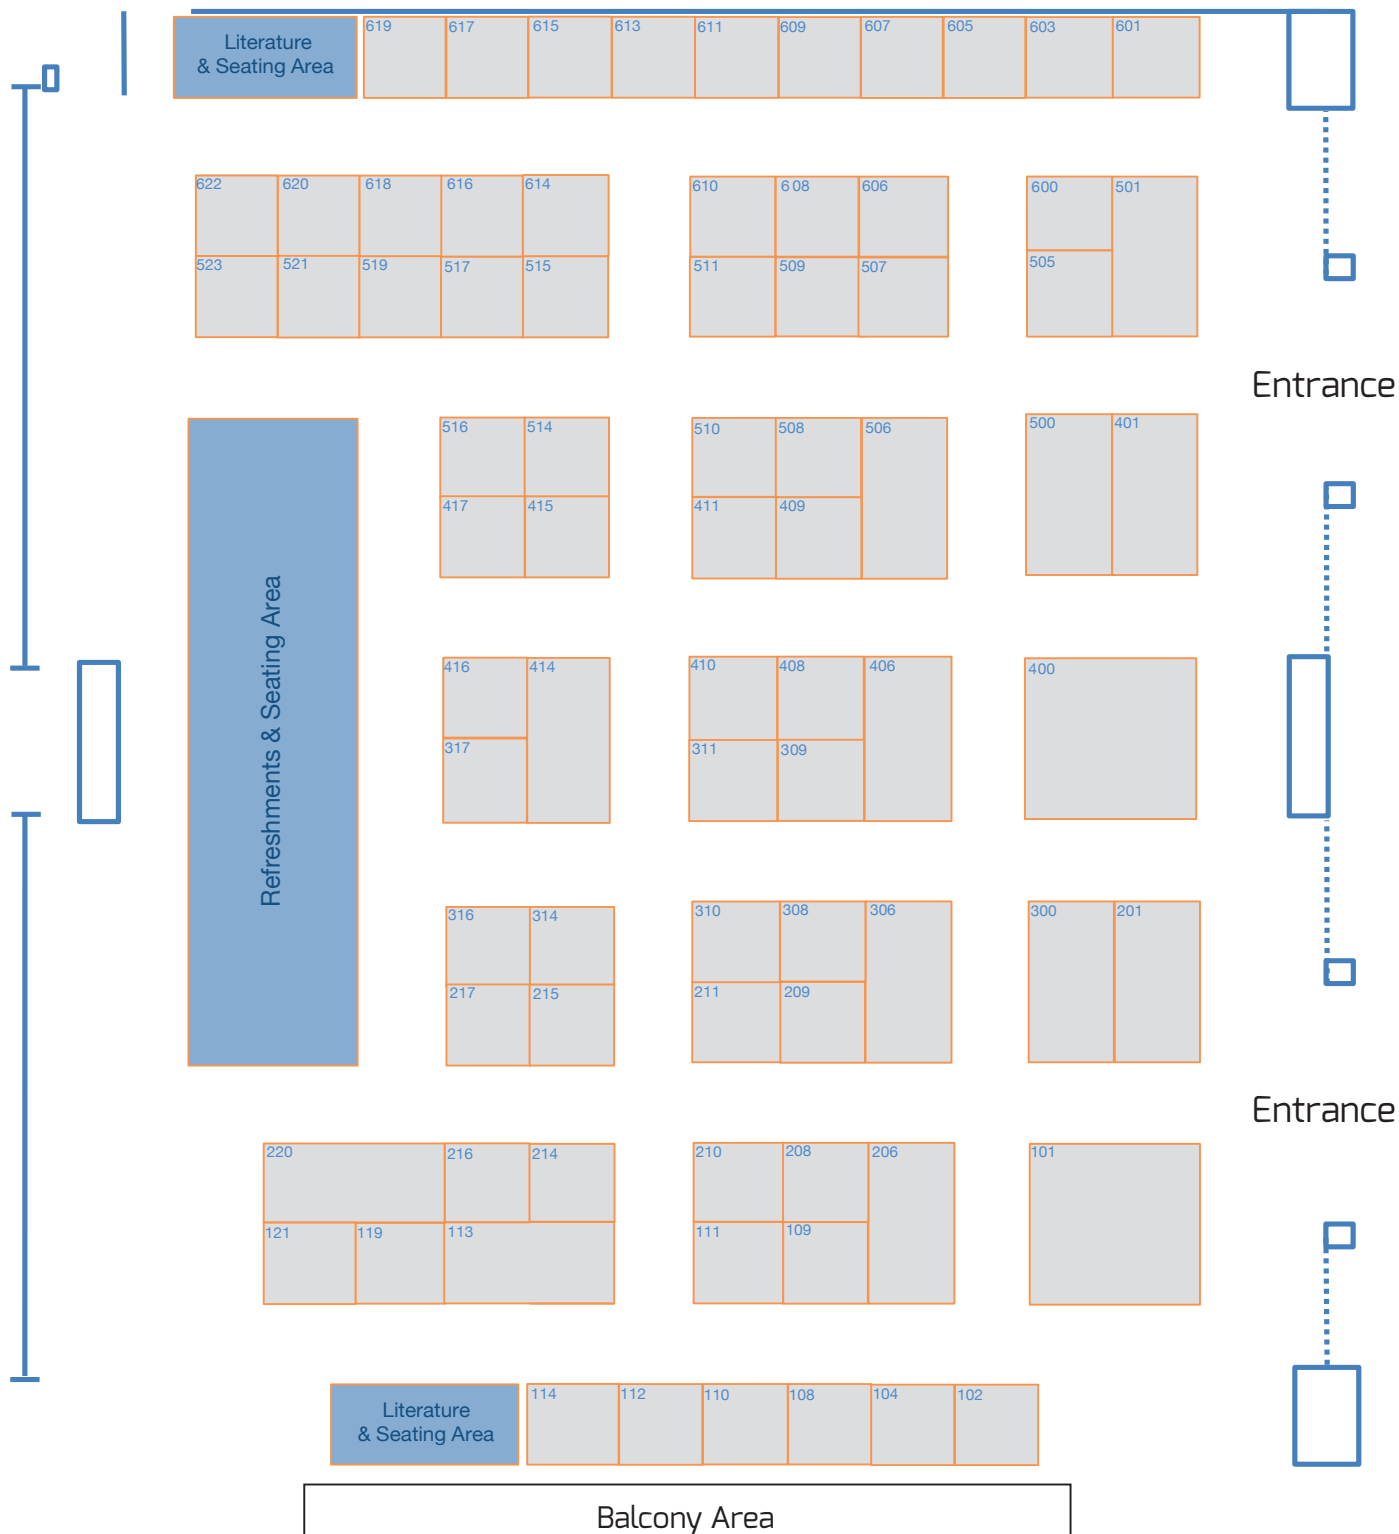 Literature
& Seating Area
619 617 615 613 611 609 607 605 603 601
622 620 618 616 614 610 608 606 600 501
523 521 519 517 515 511 509 507 505
Entrance
516 514 510 508 506 500 401
417 415 411 409
Refreshments & Seating Area
416 414 410 408 406 400
317 311 309
316 314 310 308 306 300 201
217 215 211 209
Entrance
220 216 214 210 208 206 101
121 119 113 111 109
Literature
& Seating Area
114 112 110 108 104 102
Balcony Area